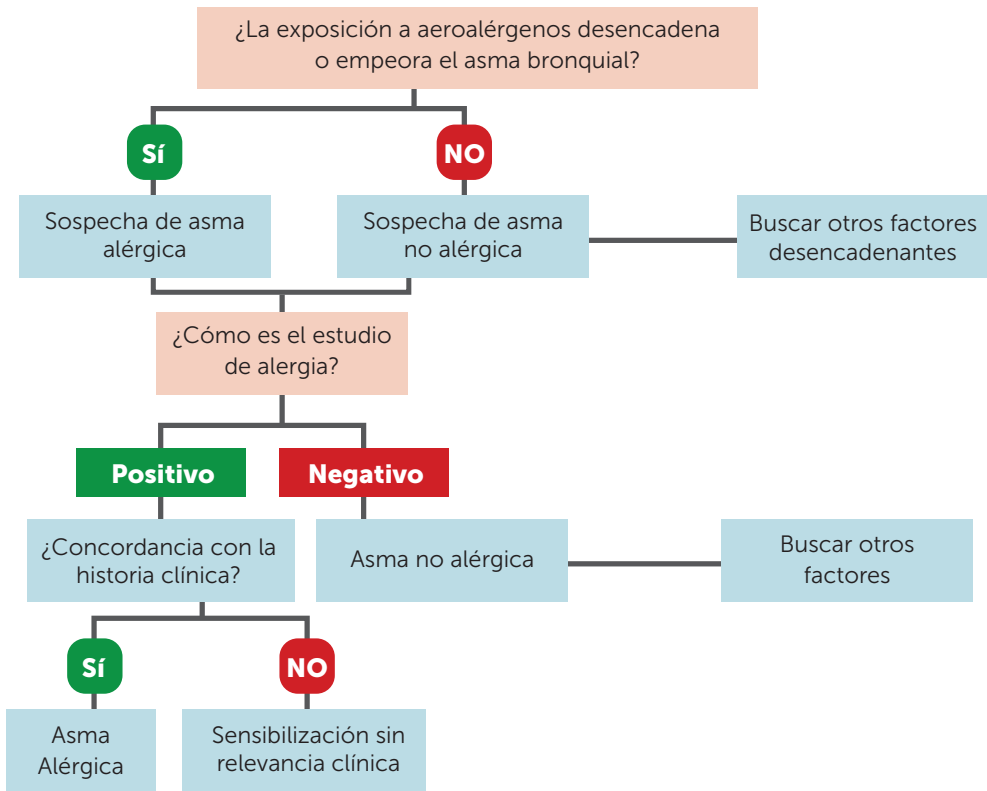 ¿La exposición a aeroalérgenos desencadena
o empeora el asma bronquial?
Sí
NO
Sospecha de asma
alérgica
Sospecha de asma
no alérgica
Buscar otros factores
desencadenantes
¿Cómo es el estudio
de alergia?
Positivo
Negativo
¿Concordancia con la
historia clínica?
Asma no alérgica
Buscar otros
factores
Sí
NO
Asma
Alérgica
Sensibilización sin
relevancia clínica